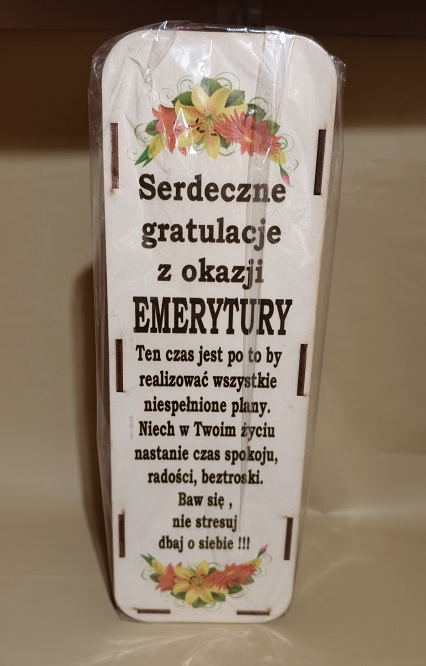 Serdeczne
gratulacje
z okazji
EMERYTURY
Ten czas jest po to by
realizować wszystkie
niespełnione plany.
Niech w Twoim życiu
nastanie czas spokoju,
radości, beztroski.
Baw się ,
nie stresuj
dbaj o siebie !!!